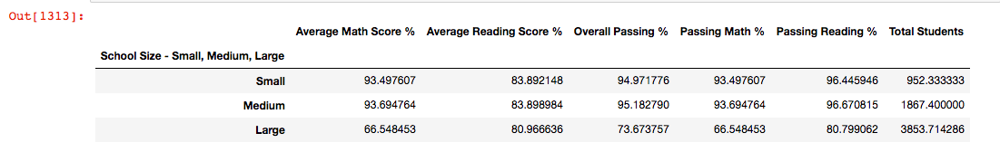 Out[1313]:
Average Math Score % Average Reading Score % Overall Passing % Passing Math % Passing Reading % Total Students
School Size - Small, Medium, Large
Small 93.497607 83.892148 94.971776 93.497607 96.445946 952.333333
Medium 93.694764 83.898984 95.182790 93.694764 96.670815 1867.400000
Large 66.548453 80.966636 73.673757 66.548453 80.799062 3853.714286